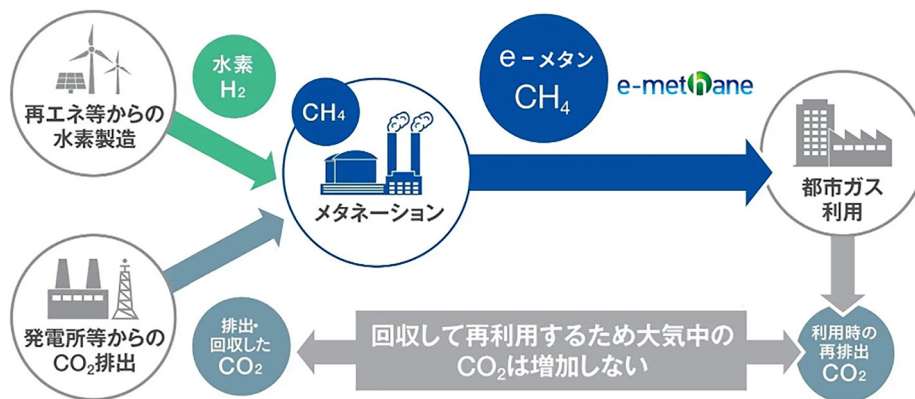 再エネ等からの
水素製造
水素
H₂
CH₄
メタネーション
e-メタン
CH₄
e-methane
都市ガス
利用
発電所等からの
CO₂排出
排出・
回収した
CO₂
回収して再利用するため大気中の
CO₂は増加しない
利用時の
再排出
CO₂